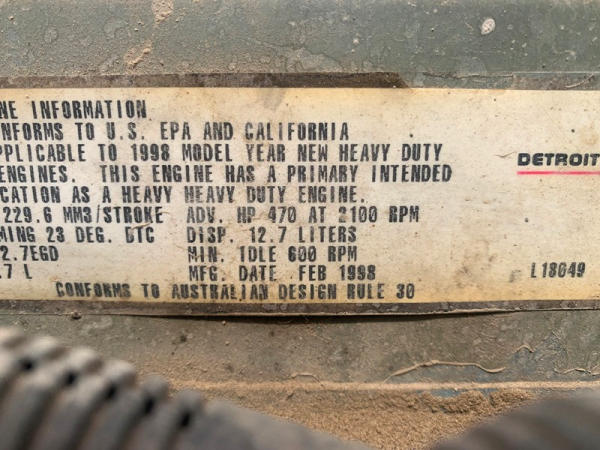 NE INFORMATION
NFORMS TO U.S. EPA AND CALIFORNIA
PPLICABLE TO 1998 MODEL YEAR NEW HEAVY DUTY
ENGINES. THIS ENGINE HAS A PRIMARY INTENDED
ICATION AS A HEAVY HEAVY DUTY ENGINE.
229.6 MM3/STROKE ADV. HP 470 AT 2100 RPM
MING 23 DEG. BTC DISP. 12.7 LITERS
2.7EGD MIN. IDLE 600 RPM
.7 L MFG. DATE FEB 1998
CONFORMS TO AUSTRALIAN DESIGN RULE 30
DETROIT
L18649